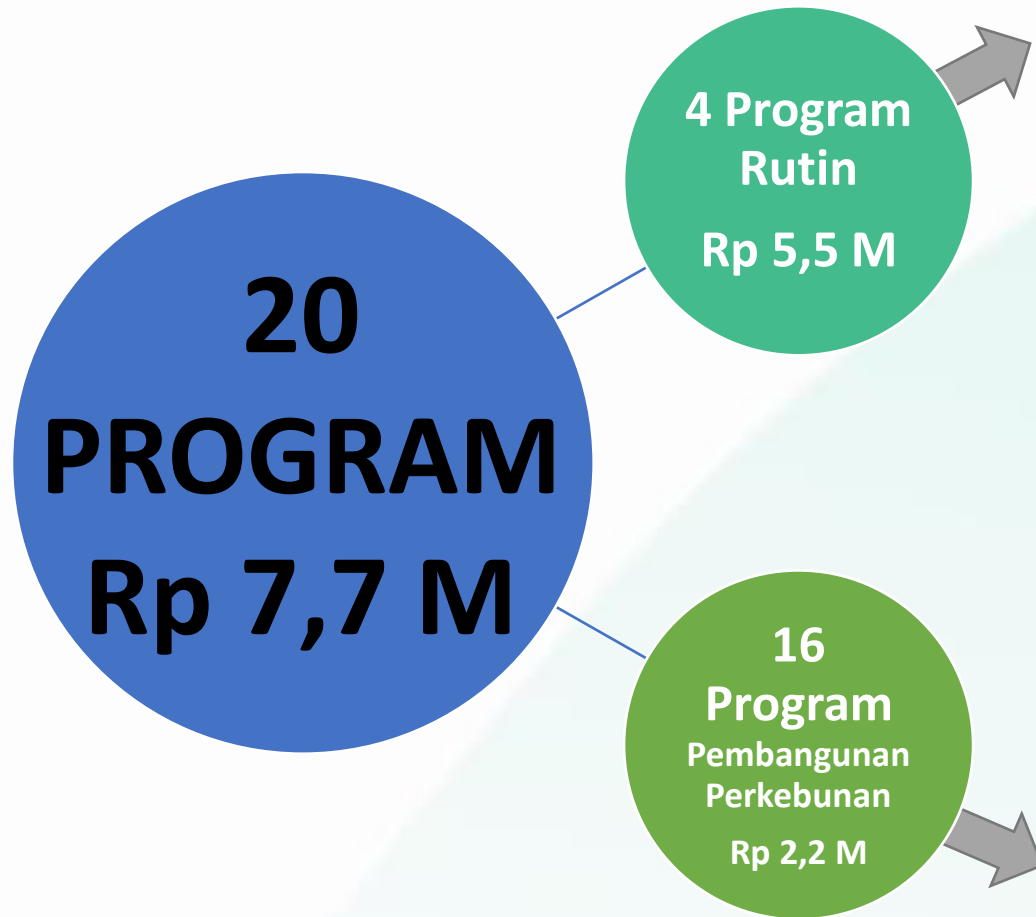 20
PROGRAM
Rp 7,7 M
4 Program
Rutin
Rp 5,5 M
16
Program
Pembangunan
Perkebunan
Rp 2,2 M